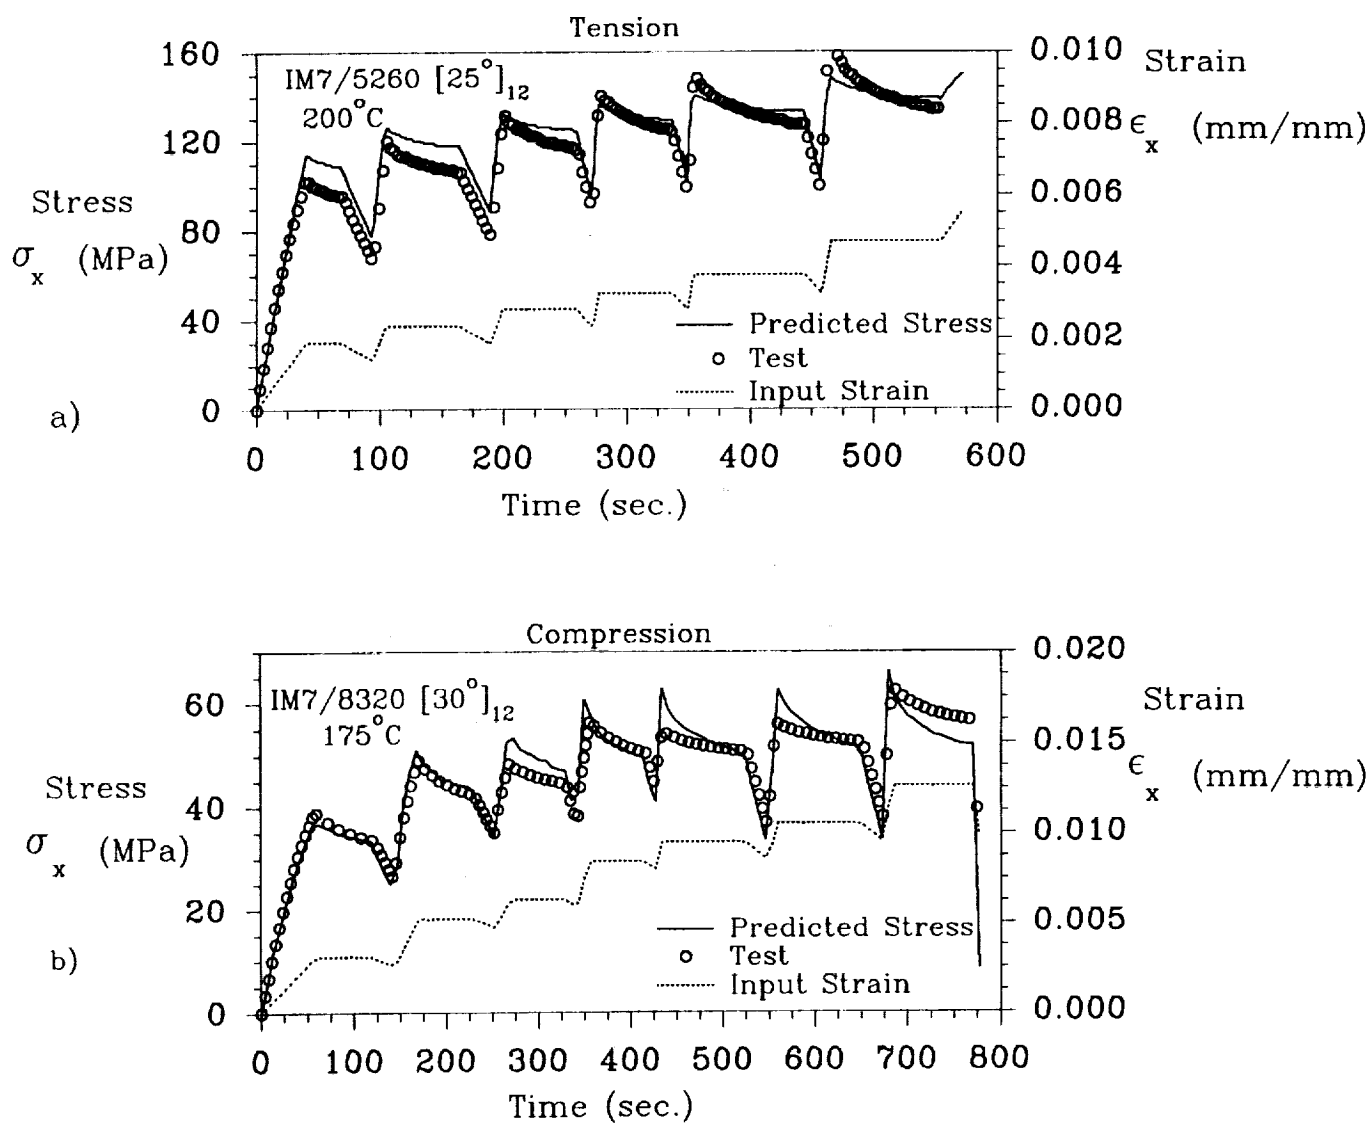 Tension
160
120
80
40
0
Stress
σx (MPa)
IM7/5260 [25°]12
200°C
0.010
0.008
0.006
0.004
0.002
0.000
Strain
ϵx (mm/mm)
Predicted Stress
Test
Input Strain
a)
0 100 200 300 400 500 600
Time (sec.)
Compression
60
40
20
0
Stress
σx (MPa)
IM7/8320 [30°]12
175°C
0.020
0.015
0.010
0.005
0.000
Strain
ϵx (mm/mm)
Predicted Stress
Test
Input Strain
b)
0 100 200 300 400 500 600 700 800
Time (sec.)